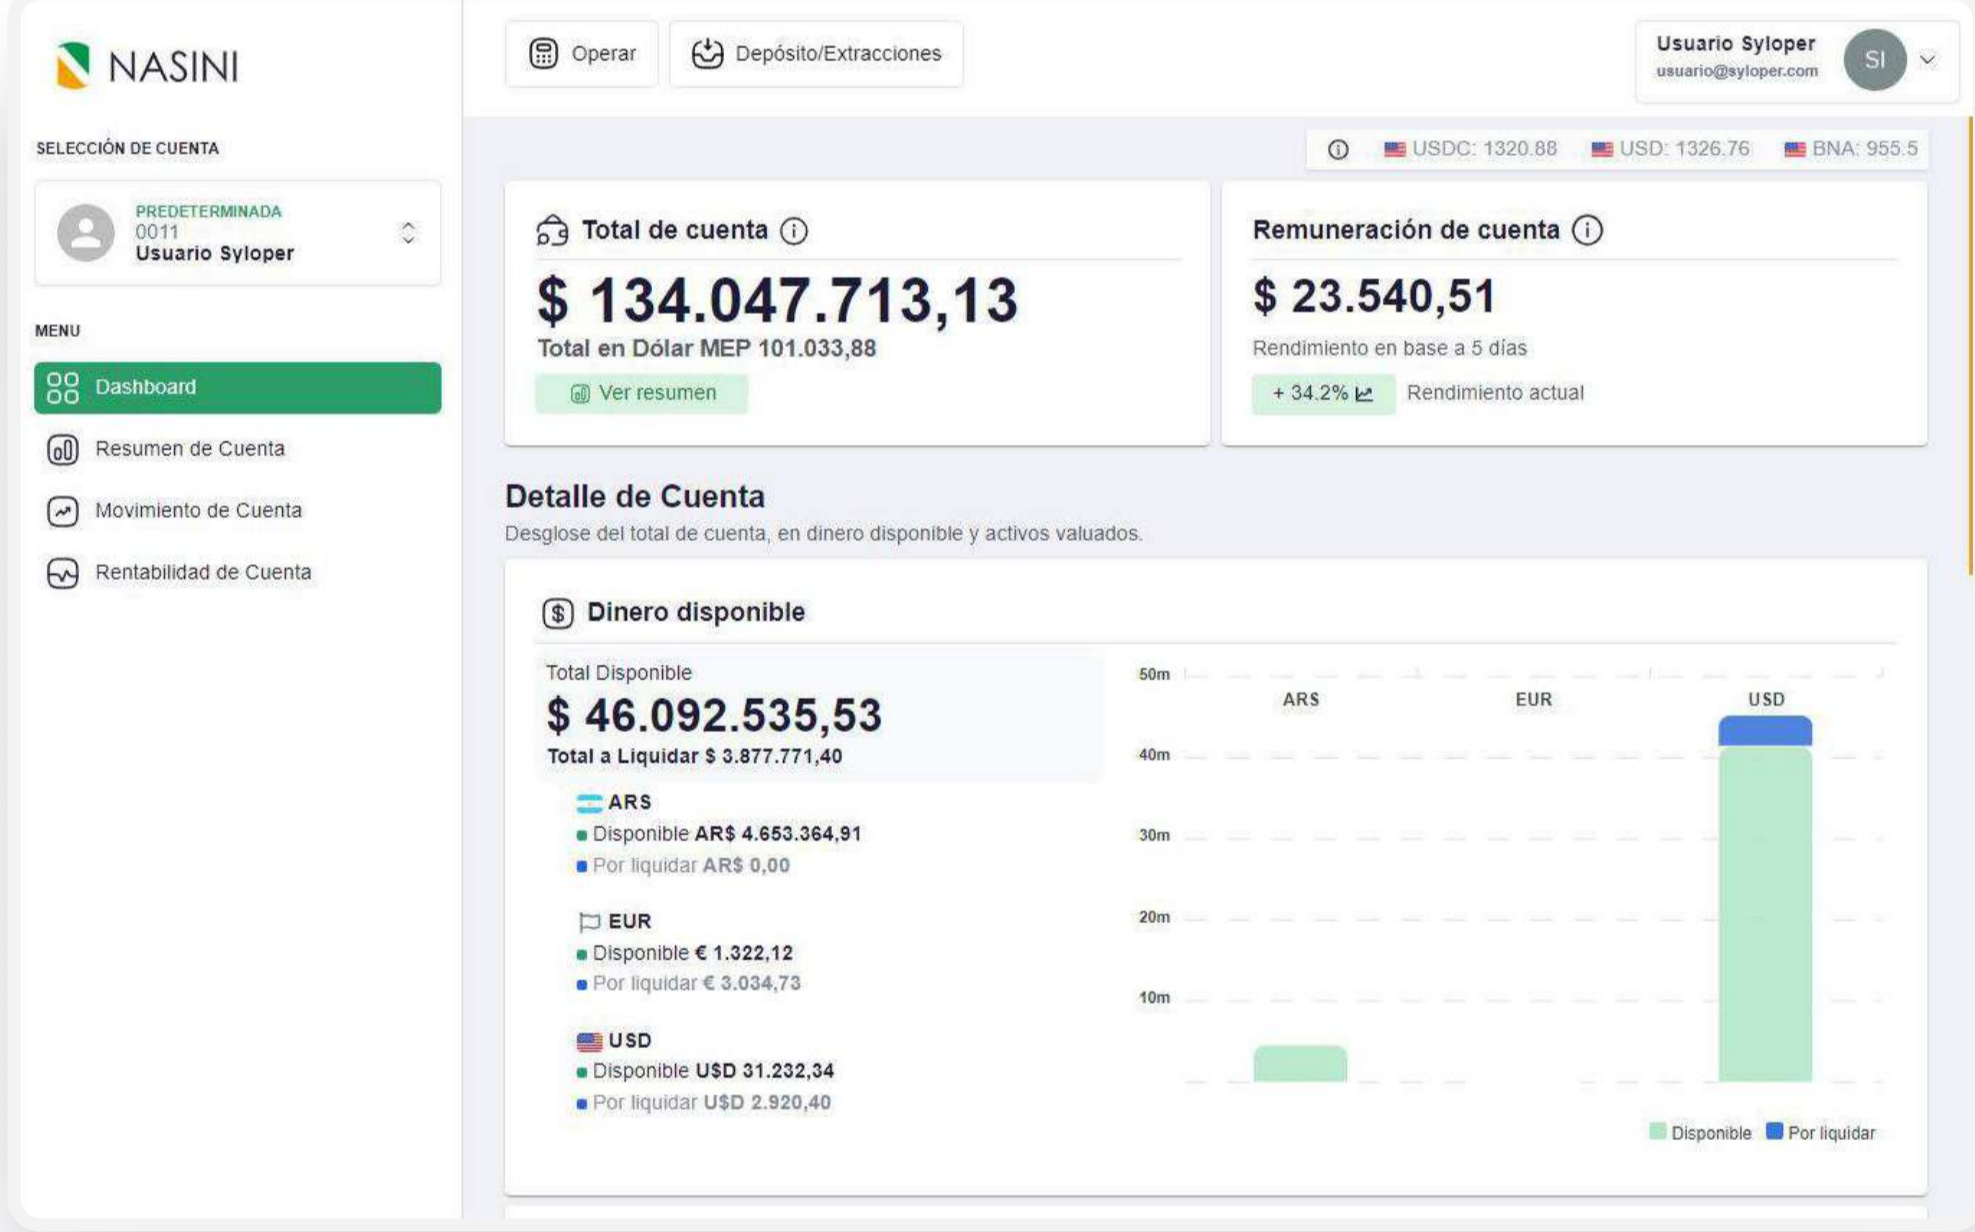 NASINI
SELECCIÓN DE CUENTA
PREDETERMINADA
0011
Usuario Syloper
MENU
Dashboard
Resumen de Cuenta
Movimiento de Cuenta
Rentabilidad de Cuenta
Operar
Depósito/Extracciones
Usuario Syloper
usuario@syloper.com
SI
USDC: 1320.88 USD: 1326.76 BNA: 955.5
Total de cuenta
$ 134.047.713,13
Total en Dólar MEP 101.033,88
Ver resumen
Remuneración de cuenta
$ 23.540,51
Rendimiento en base a 5 días
+ 34.2% Rendimiento actual
Detalle de Cuenta
Desglose del total de cuenta, en dinero disponible y activos valuados.
Dinero disponible
Total Disponible
$ 46.092.535,53
Total a Liquidar $ 3.877.771,40
ARS
Disponible AR$ 4.653.364,91
Por liquidar AR$ 0,00
EUR
Disponible € 1.322,12
Por liquidar € 3.034,73
USD
Disponible U$D 31.232,34
Por liquidar U$D 2.920,40
50m
ARS EUR USD
40m
30m
20m
10m
Disponible Por liquidar